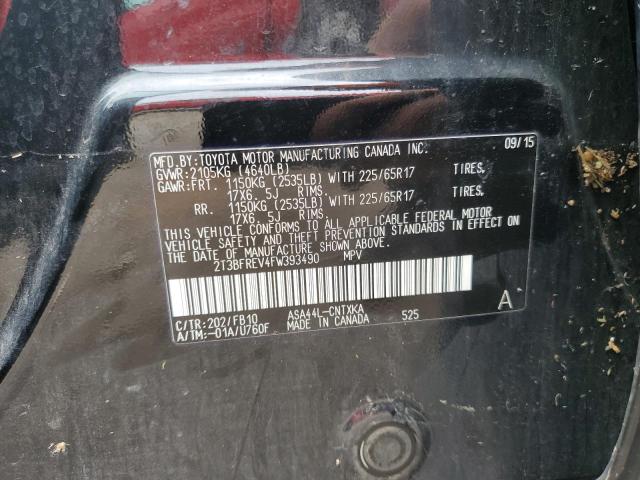 MFD.BY:TOYOTA MOTOR MANUFACTURING CANADA INC. 09/15
GVWR:2105KG (4640LB)
GAWR:FRT. 1150KG (2535LB) WITH 225/65R17 TIRES.
17X6.5J RIMS.
RR. 1150KG (2535LB) WITH 225/65R17 TIRES.
17X6.5J RIMS.
THIS VEHICLE CONFORMS TO ALL APPLICABLE FEDERAL MOTOR
VEHICLE SAFETY AND THEFT PREVENTION STANDARDS IN EFFECT ON
THE DATE OF MANUFACTURE SHOWN ABOVE.
2T3BFREV4FW393490 MPV
C/TR:202/FB10 ASA44L-CNTXKA A
A/TM:-01A/U760F MADE IN CANADA 525